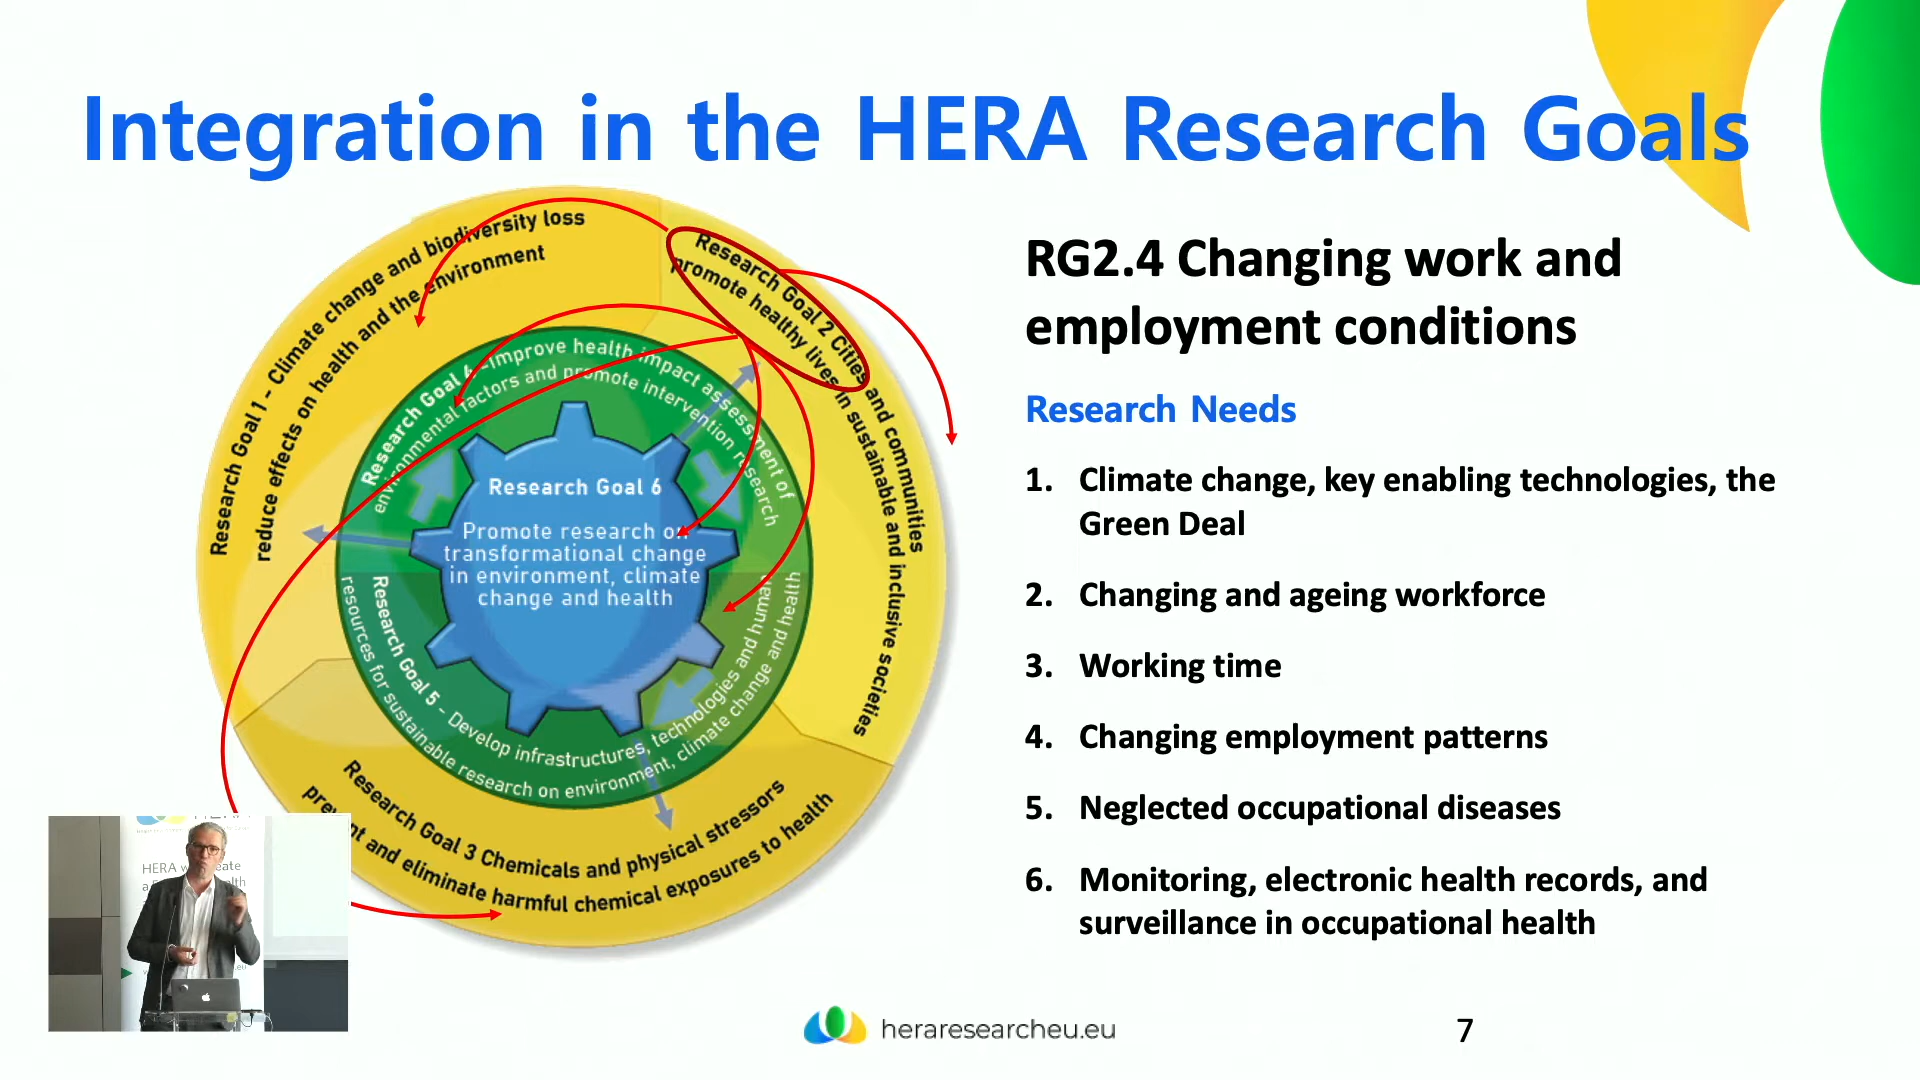 Integration in the HERA Research Goals
Research Goal 1 - Climate change and biodiversity loss
reduce effects on health and the environment
Research Goal 2 Cities and communities
promote healthy lives in sustainable and inclusive societies
Research Goal 4 -Improve health impact assessment of
environmental factors and promote intervention research
Research Goal 6
Promote research on
transformational change
in environment, climate
change and health
Research Goal 5 - Develop infrastructures, technologies and human
resources for sustainable research on environment, climate change and health
Research Goal 3 Chemicals and physical stressors
prevent and eliminate harmful chemical exposures to health
RG2.4 Changing work and
employment conditions
Research Needs
1. Climate change, key enabling technologies, the
Green Deal
2. Changing and ageing workforce
3. Working time
4. Changing employment patterns
5. Neglected occupational diseases
6. Monitoring, electronic health records, and
surveillance in occupational health
HERA
heraresearcheu.eu
7